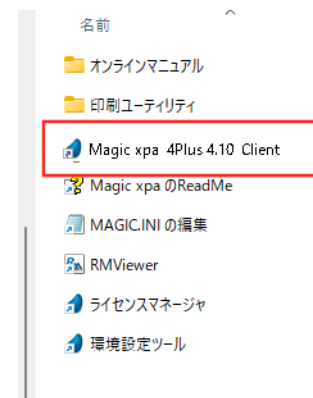 名前
オンラインマニュアル
印刷ユーティリティ
Magic xpa 4Plus 4.10 Client
Magic xpa のReadMe
MAGIC.INI の編集
RMViewer
ライセンスマネージャ
環境設定ツール